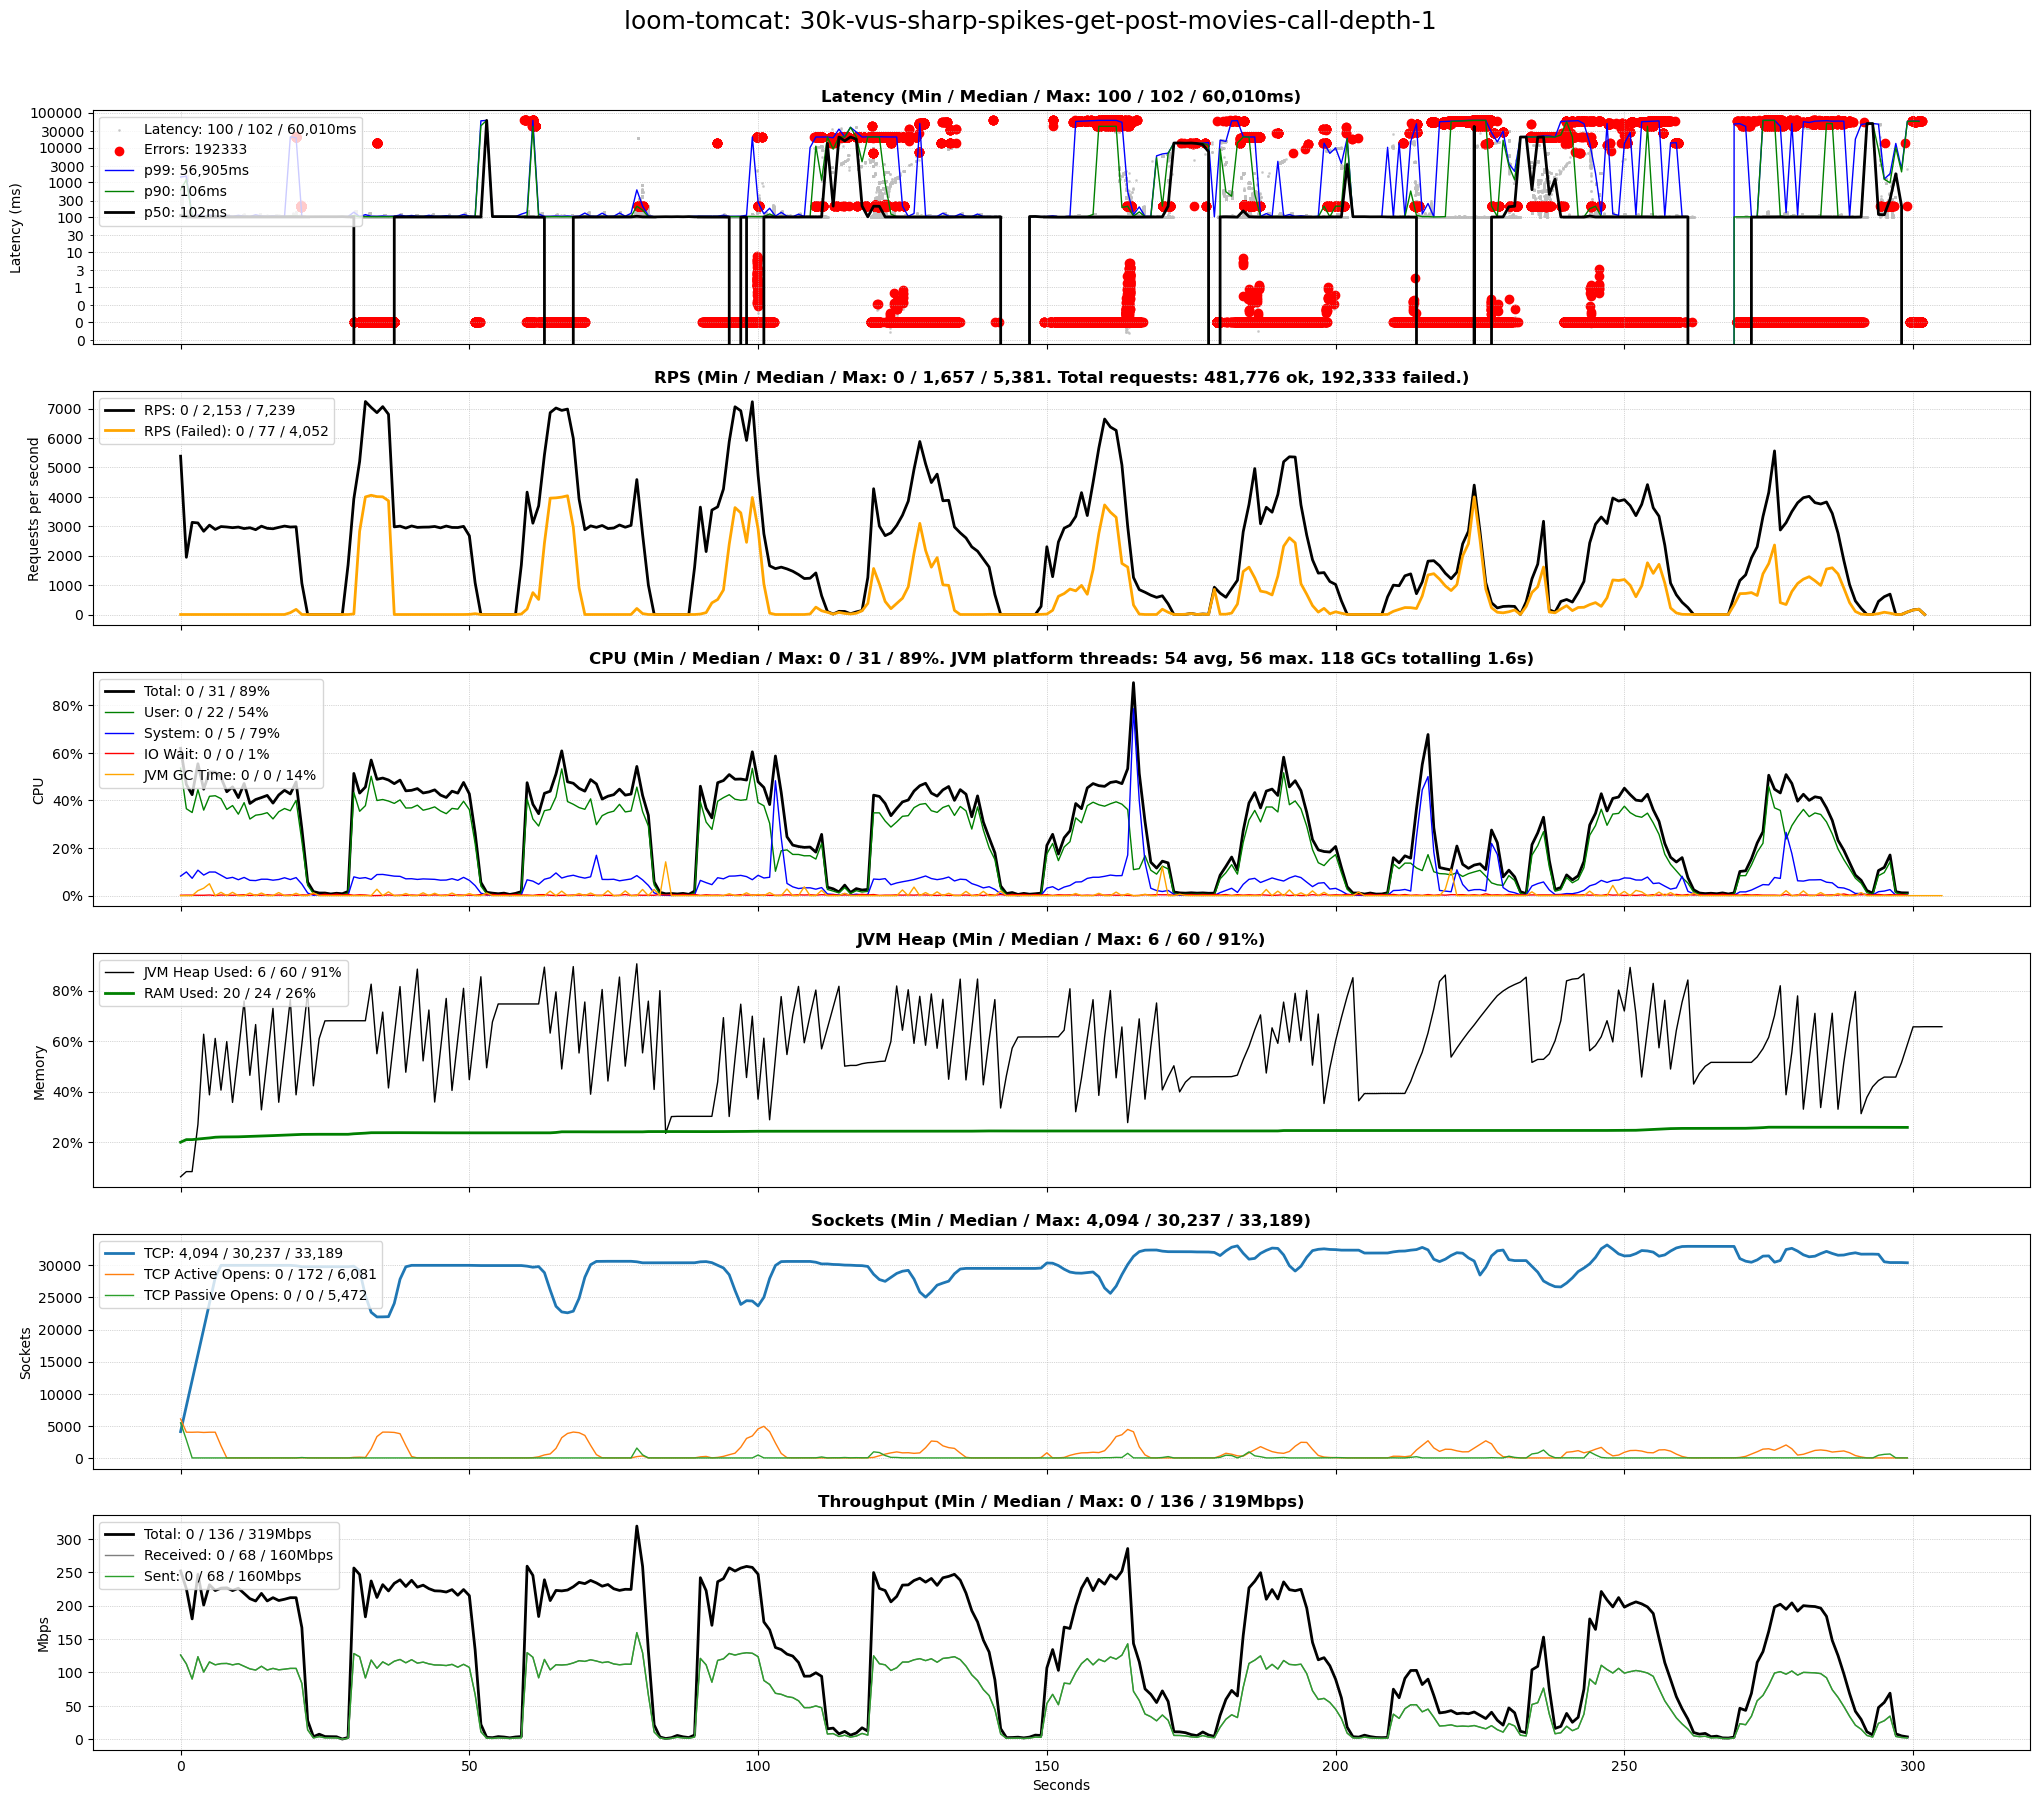 loom-tomcat: 30k-vus-sharp-spikes-get-post-movies-call-depth-1
Latency (Min / Median / Max: 100 / 102 / 60,010ms)
Latency (ms)
100000
30000
10000
3000
1000
300
100
30
10
3
1
0
0
0
Latency: 100 / 102 / 60,010ms
Errors: 192333
p99: 56,905ms
p90: 106ms
p50: 102ms
RPS (Min / Median / Max: 0 / 1,657 / 5,381. Total requests: 481,776 ok, 192,333 failed.)
Requests per second
7000
6000
5000
4000
3000
2000
1000
0
RPS: 0 / 2,153 / 7,239
RPS (Failed): 0 / 77 / 4,052
CPU (Min / Median / Max: 0 / 31 / 89%. JVM platform threads: 54 avg, 56 max. 118 GCs totalling 1.6s)
CPU
80%
60%
40%
20%
0%
Total: 0 / 31 / 89%
User: 0 / 22 / 54%
System: 0 / 5 / 79%
IO Wait: 0 / 0 / 1%
JVM GC Time: 0 / 0 / 14%
JVM Heap (Min / Median / Max: 6 / 60 / 91%)
Memory
80%
60%
40%
20%
JVM Heap Used: 6 / 60 / 91%
RAM Used: 20 / 24 / 26%
Sockets (Min / Median / Max: 4,094 / 30,237 / 33,189)
Sockets
30000
25000
20000
15000
10000
5000
0
TCP: 4,094 / 30,237 / 33,189
TCP Active Opens: 0 / 172 / 6,081
TCP Passive Opens: 0 / 0 / 5,472
Throughput (Min / Median / Max: 0 / 136 / 319Mbps)
Mbps
300
250
200
150
100
50
0
Total: 0 / 136 / 319Mbps
Received: 0 / 68 / 160Mbps
Sent: 0 / 68 / 160Mbps
0
50
100
150
200
250
300
Seconds